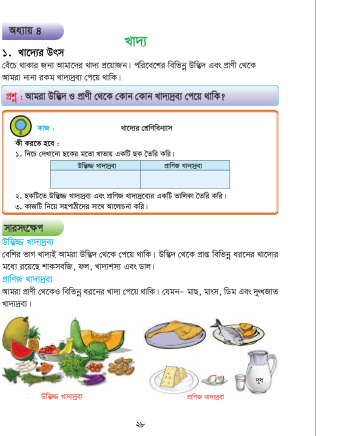 অধ্যায় ৪
খাদ্য
১. খাদ্যের উৎস
বেঁচে থাকার জন্য আমাদের খাদ্য প্রয়োজন। পরিবেশের বিভিন্ন উদ্ভিদ এবং প্রাণী থেকে
আমরা নানা রকম খাদ্যদ্রব্য পেয়ে থাকি।
প্রশ্ন : আমরা উদ্ভিদ ও প্রাণী থেকে কোন কোন খাদ্যদ্রব্য পেয়ে থাকি?
কাজ : খাদ্যের শ্রেণিবিন্যাস
কী করতে হবে :
১. নিচে দেখানো ছকের মতো খাতায় একটি ছক তৈরি করি।
উদ্ভিজ্জ খাদ্যদ্রব্য প্রাণিজ খাদ্যদ্রব্য
২. ছকটিতে উদ্ভিজ্জ খাদ্যদ্রব্য এবং প্রাণিজ খাদ্যদ্রব্যের একটি তালিকা তৈরি করি।
৩. কাজটি নিয়ে সহপাঠীদের সাথে আলোচনা করি।
সারসংক্ষেপ
উদ্ভিজ্জ খাদ্যদ্রব্য
বেশির ভাগ খাদ্যই আমরা উদ্ভিদ থেকে পেয়ে থাকি। উদ্ভিদ থেকে প্রাপ্ত বিভিন্ন ধরনের খাদ্যের
মধ্যে রয়েছে শাকসবজি, ফল, খাদ্যশস্য এবং ডাল।
প্রাণিজ খাদ্যদ্রব্য
আমরা প্রাণী থেকেও বিভিন্ন ধরনের খাদ্য পেয়ে থাকি। যেমন– মাছ, মাংস, ডিম এবং দুগ্ধজাত
খাদ্যদ্রব্য।
দুধ
উদ্ভিজ্জ খাদ্যদ্রব্য প্রাণিজ খাদ্যদ্রব্য
২৮